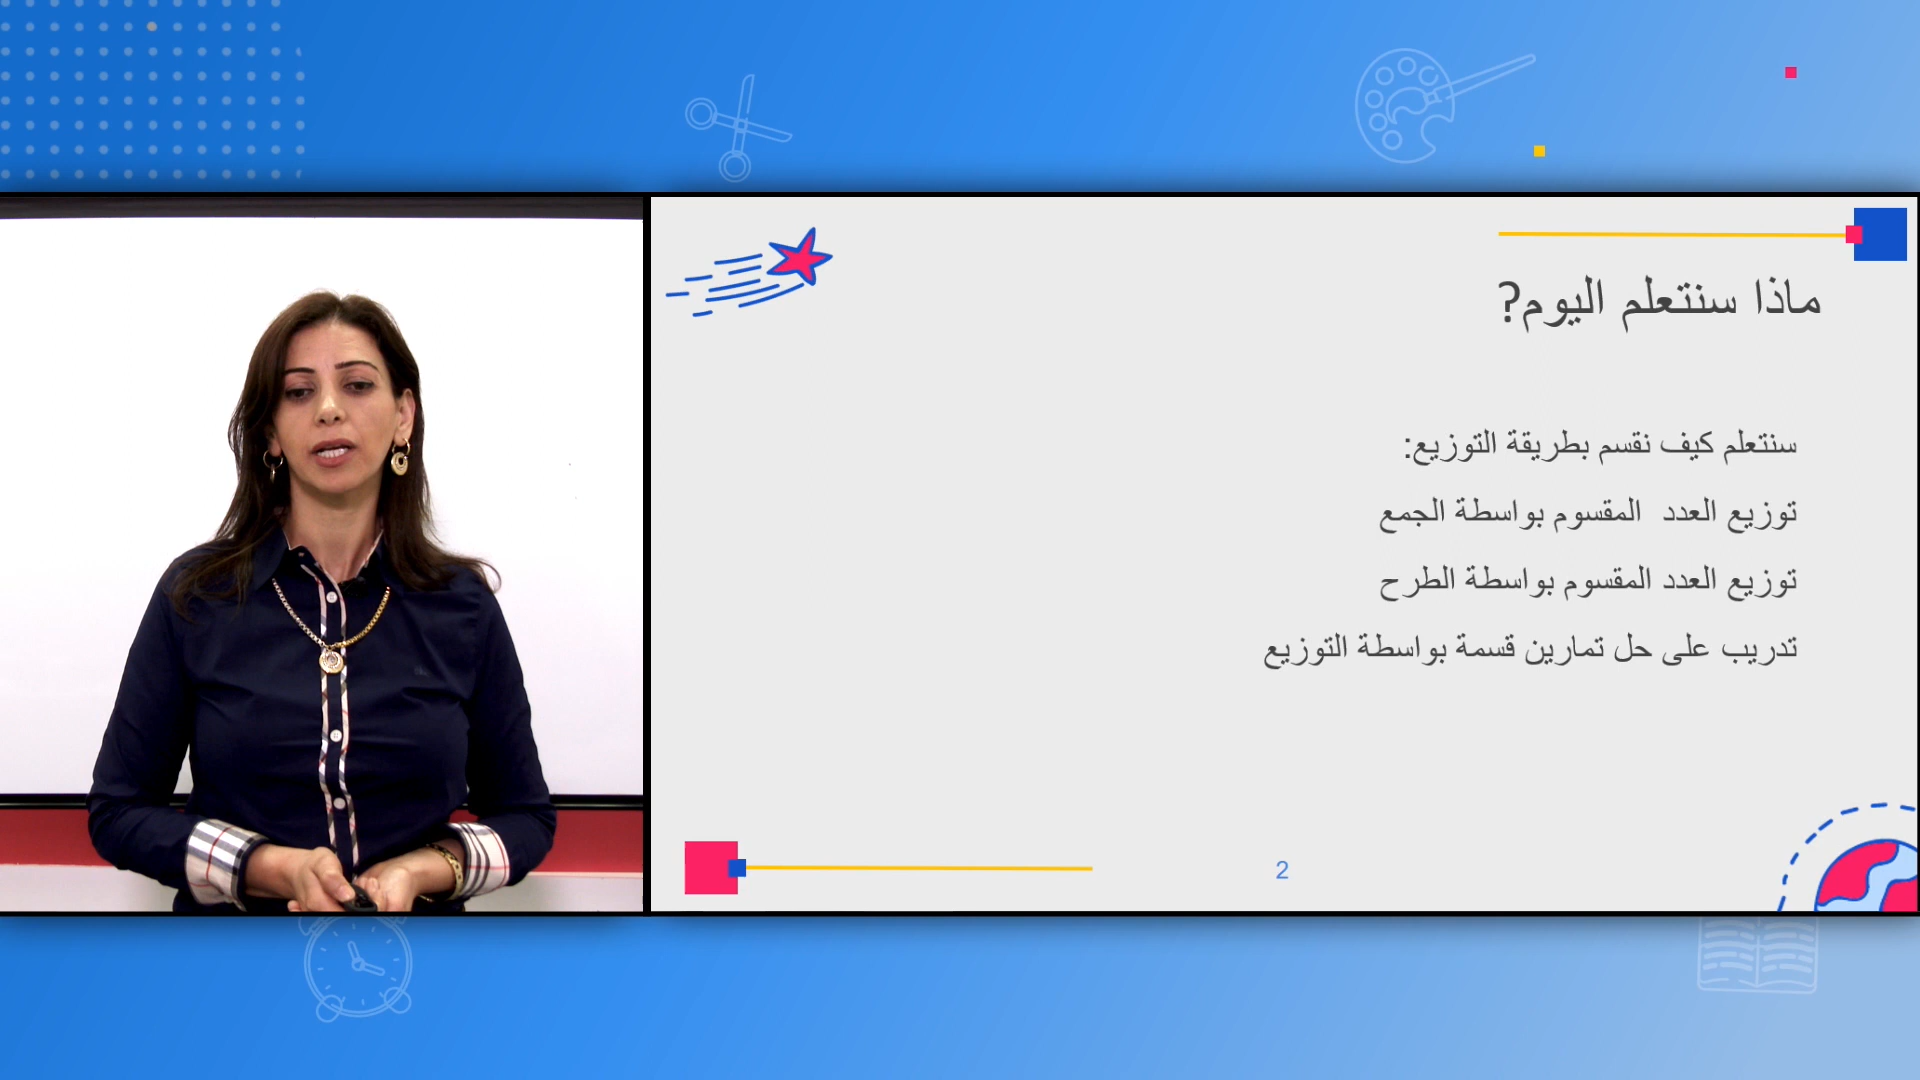 ماذا سنتعلم اليوم?
سنتعلم كيف نقسم بطريقة التوزيع:
توزيع العدد  المقسوم بواسطة الجمع
توزيع العدد المقسوم بواسطة الطرح
تدريب على حل تمارين قسمة بواسطة التوزيع
2